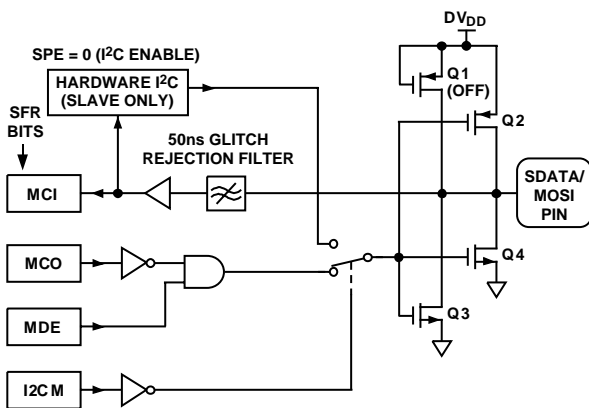 DVDD
SPE = 0 (I²C ENABLE)
HARDWARE I²C
(SLAVE ONLY)
Q1
(OFF)
Q2
SFR
BITS
50ns GLITCH
REJECTION FILTER
MCI
SDATA/
MOSI
PIN
MCO
Q4
MDE
Q3
I2CM